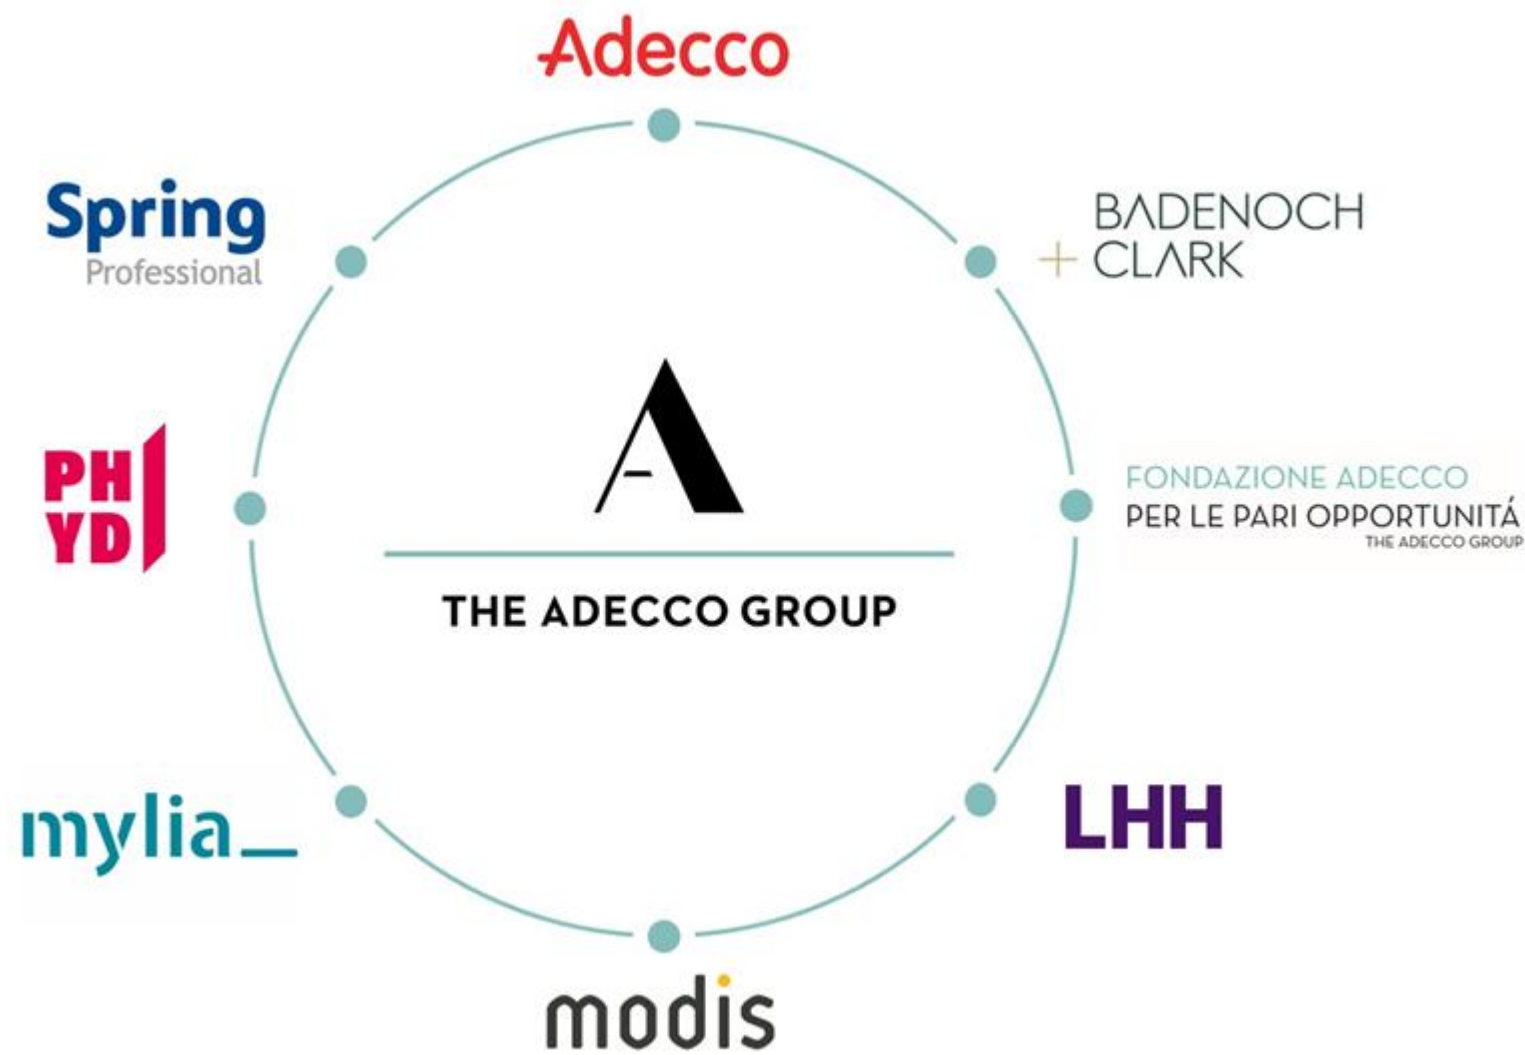 Adecco
Spring
Professional
BADENOCH
+ CLARK
PH
YD
FONDAZIONE ADECCO
PER LE PARI OPPORTUNITÁ
THE ADECCO GROUP
A
THE ADECCO GROUP
mylia_
LHH
modis